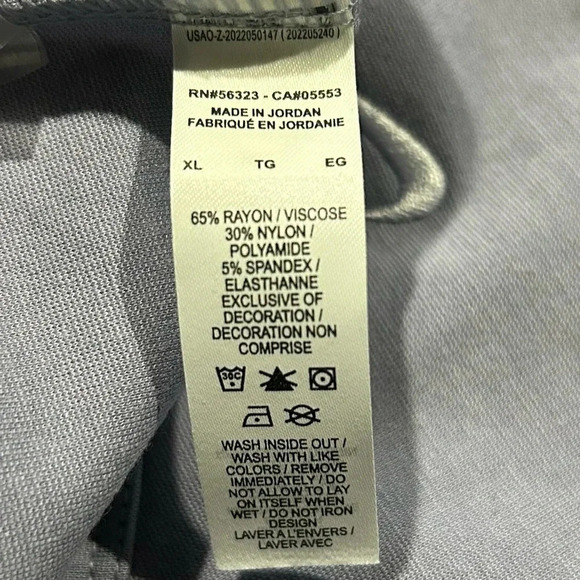 USAO-Z-2022050147 ( 202205240 )
RN#56323 - CA#05553
MADE IN JORDAN
FABRIQUÉ EN JORDANIE
XL TG EG
65% RAYON / VISCOSE
30% NYLON /
POLYAMIDE
5% SPANDEX /
ELASTHANNE
EXCLUSIVE OF
DECORATION /
DECORATION NON
COMPRISE
30C
WASH INSIDE OUT /
WASH WITH LIKE
COLORS / REMOVE
IMMEDIATELY / DO
NOT ALLOW TO LAY
ON ITSELF WHEN
WET / DO NOT IRON
DESIGN
LAVER A L'ENVERS /
LAVER AVEC